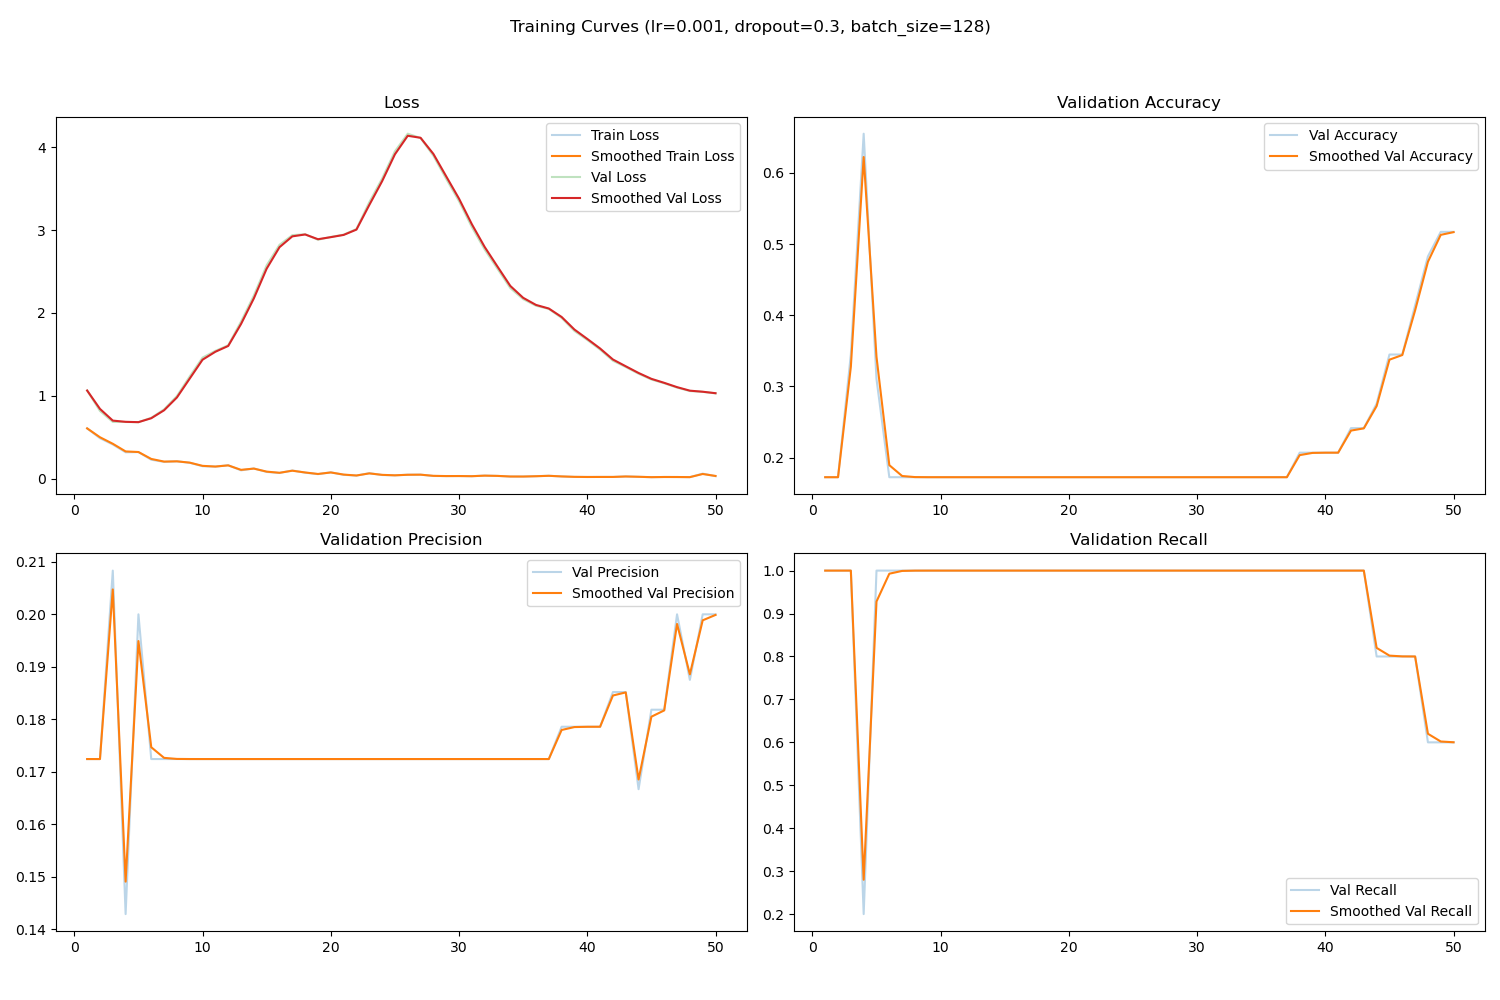 Training Curves (lr=0.001, dropout=0.3, batch_size=128)
Loss
Train Loss
Smoothed Train Loss
Val Loss
Smoothed Val Loss
4
3
2
1
0
0 10 20 30 40 50
Validation Accuracy
Val Accuracy
Smoothed Val Accuracy
0.6
0.5
0.4
0.3
0.2
0 10 20 30 40 50
Validation Precision
Val Precision
Smoothed Val Precision
0.21
0.20
0.19
0.18
0.17
0.16
0.15
0.14
0 10 20 30 40 50
Validation Recall
1.0
0.9
0.8
0.7
0.6
0.5
0.4
0.3
0.2
Val Recall
Smoothed Val Recall
0 10 20 30 40 50